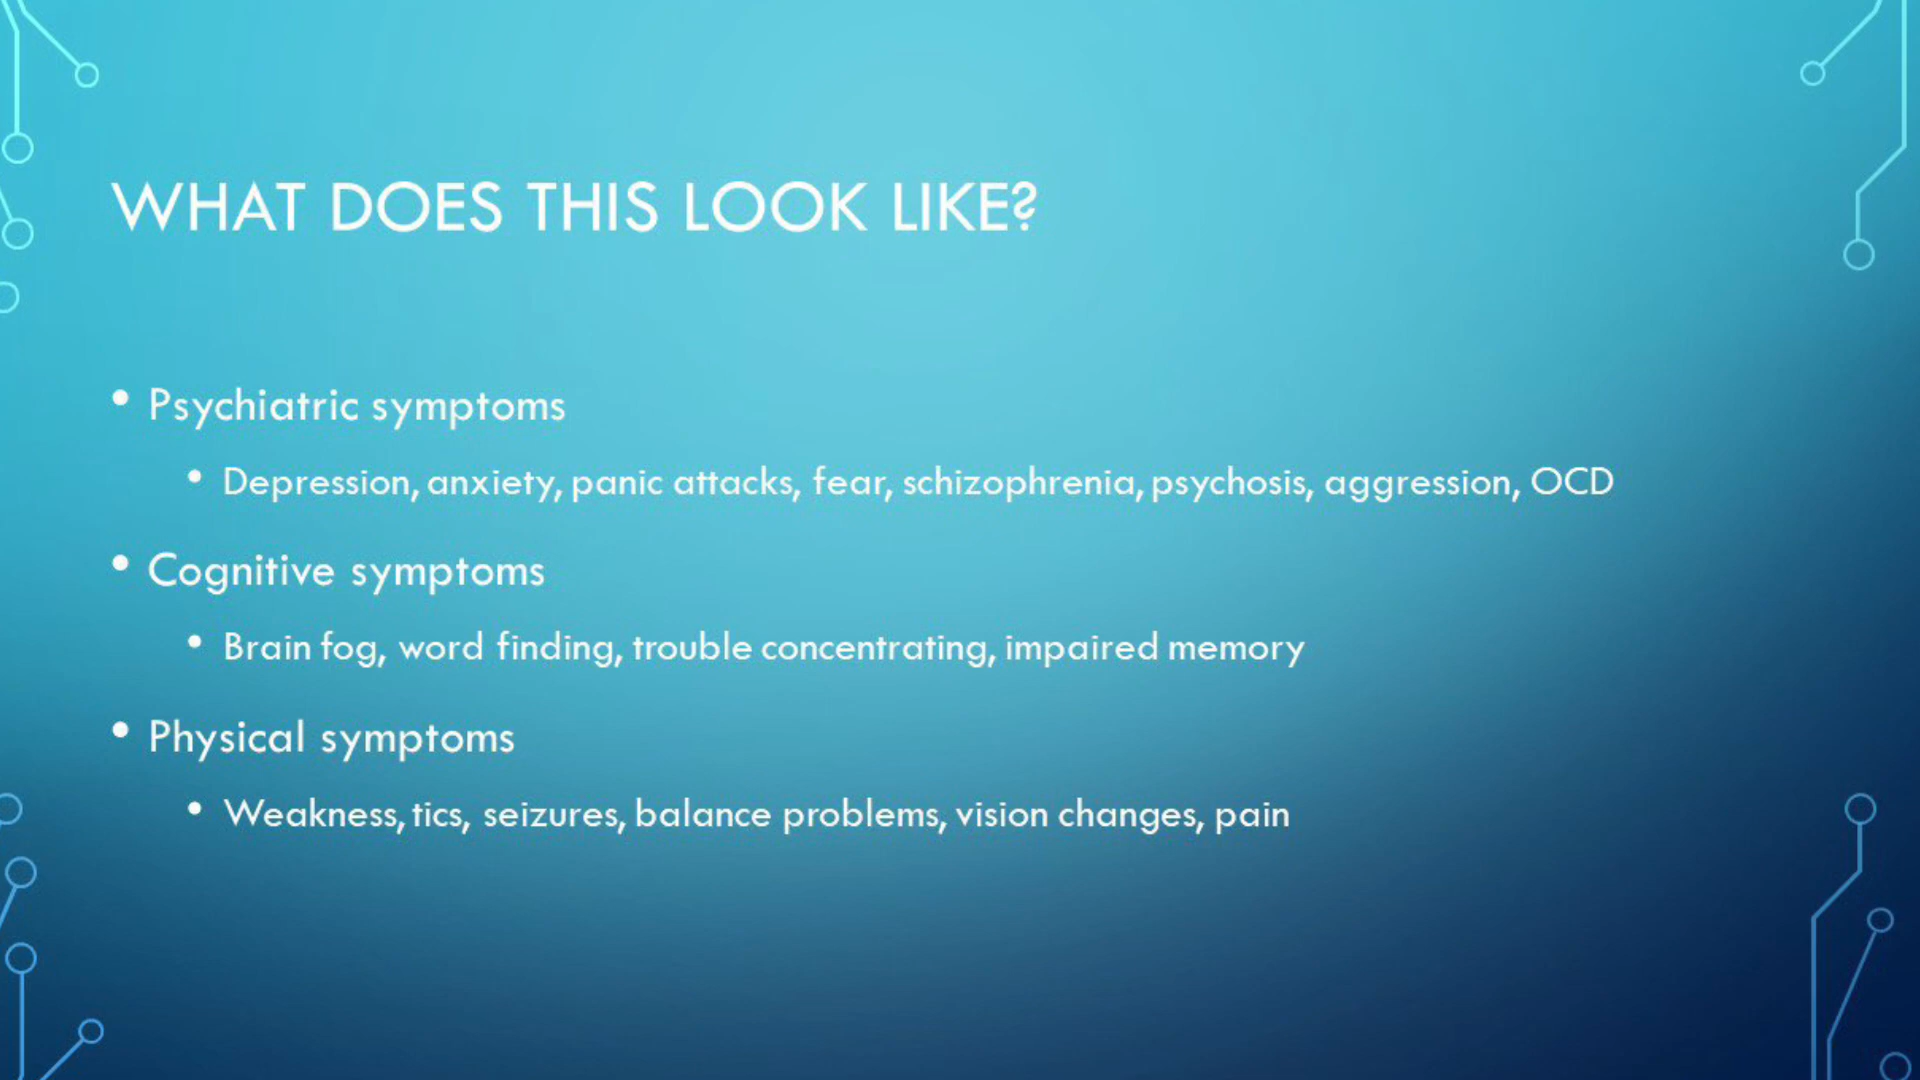 WHAT DOES THIS LOOK LIKE?
• Psychiatric symptoms
• Depression, anxiety, panic attacks, fear, schizophrenia, psychosis, aggression, OCD
• Cognitive symptoms
• Brain fog, word finding, trouble concentrating, impaired memory
• Physical symptoms
• Weakness, tics, seizures, balance problems, vision changes, pain